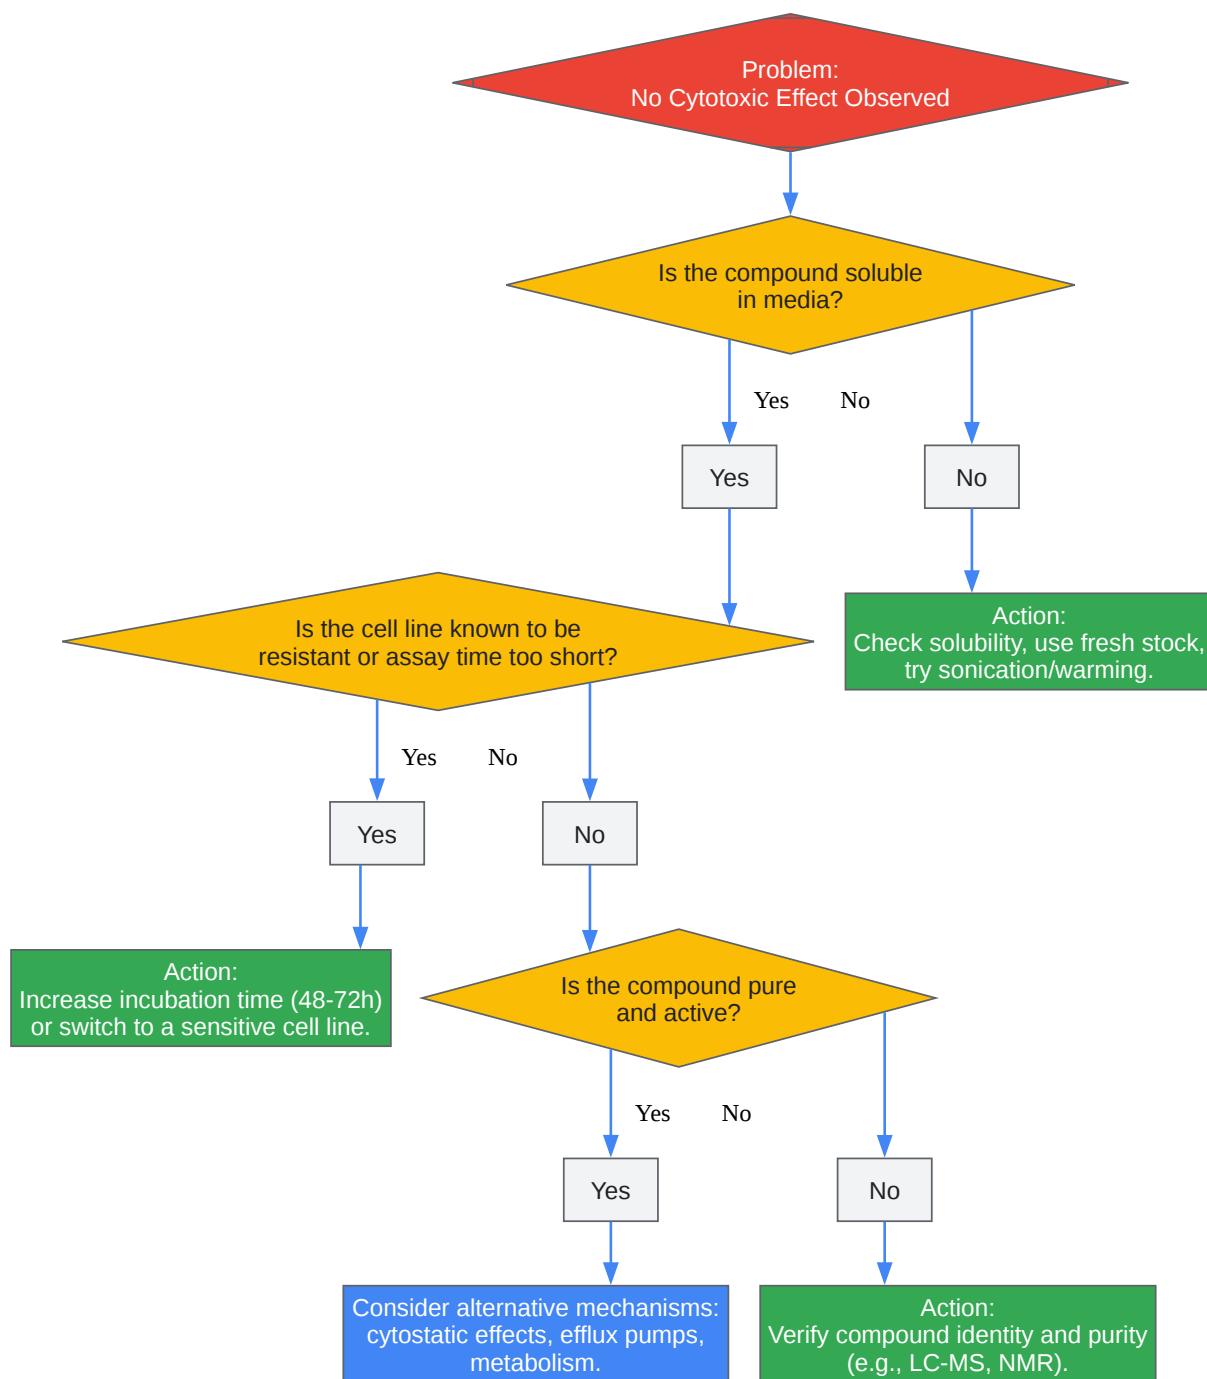 Problem:
No Cytotoxic Effect Observed
Is the compound soluble
in media?
Yes
No
Yes
No
Action:
Check solubility, use fresh stock,
try sonication/warming.
Is the cell line known to be
resistant or assay time too short?
Yes
No
Yes
No
Action:
Increase incubation time (48-72h)
or switch to a sensitive cell line.
Is the compound pure
and active?
Yes
No
Yes
No
Consider alternative mechanisms:
cytostatic effects, efflux pumps,
metabolism.
Action:
Verify compound identity and purity
(e.g., LC-MS, NMR).